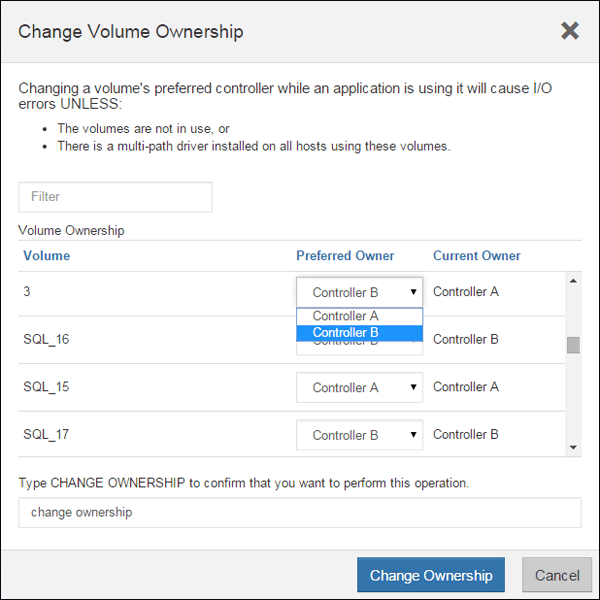 Change Volume Ownership
Changing a volume's preferred controller while an application is using it will cause I/O
errors UNLESS:
• The volumes are not in use, or
• There is a multi-path driver installed on all hosts using these volumes.
Filter
Volume Ownership
Volume Preferred Owner Current Owner
3 Controller B Controller A
Controller A
Controller B
SQL_16 Controller B Controller B
SQL_15 Controller A Controller A
SQL_17 Controller B Controller B
Type CHANGE OWNERSHIP to confirm that you want to perform this operation.
change ownership
Change Ownership Cancel